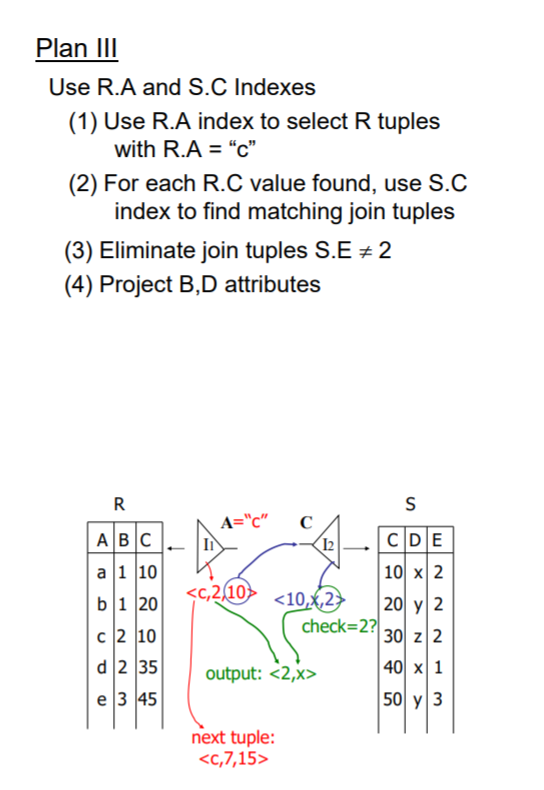 Plan III
Use R.A and S.C Indexes
(1) Use R.A index to select R tuples
with R.A = “c”
(2) For each R.C value found, use S.C
index to find matching join tuples
(3) Eliminate join tuples S.E ≠ 2
(4) Project B,D attributes
R
S
A="c"
C
A B C
I1
I2
C D E
a 1 10
10 x 2
<c,2,10>
<10,x,2>
b 1 20
20 y 2
check=2?
c 2 10
30 z 2
d 2 35
output: <2,x>
40 x 1
e 3 45
50 y 3
next tuple:
<c,7,15>